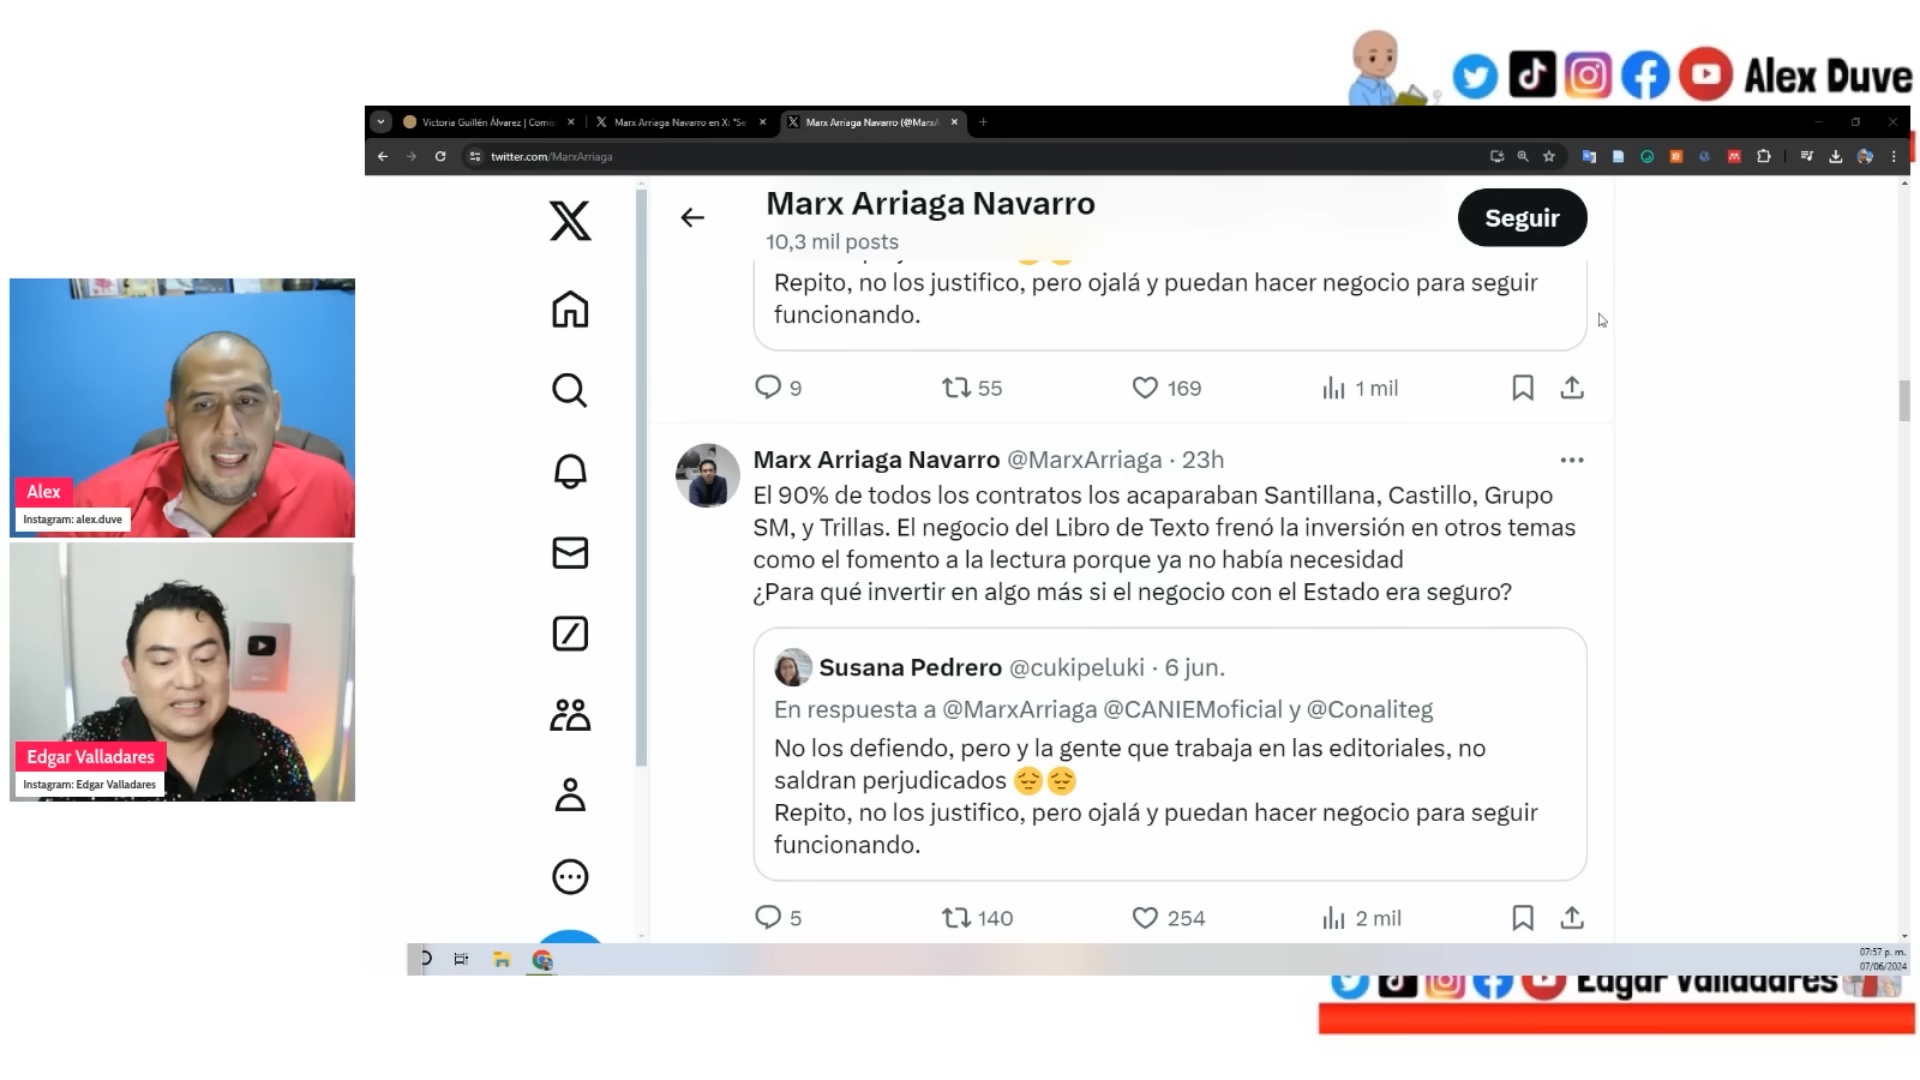 Alex Duve
Victoria Guillén Álvarez | Comis
Marx Arriaga Navarro en X: "Se
Marx Arriaga Navarro (@MarxA
twitter.com/MarxArriaga
Marx Arriaga Navarro
10,3 mil posts
Seguir
Repito, no los justifico, pero ojalá y puedan hacer negocio para seguir
funcionando.
9 55 169 1 mil
Marx Arriaga Navarro @MarxArriaga · 23h
El 90% de todos los contratos los acaparaban Santillana, Castillo, Grupo
SM, y Trillas. El negocio del Libro de Texto frenó la inversión en otros temas
como el fomento a la lectura porque ya no había necesidad
¿Para qué invertir en algo más si el negocio con el Estado era seguro?
Susana Pedrero @cukipeluki · 6 jun.
En respuesta a @MarxArriaga @CANIEMoficial y @Conaliteg
No los defiendo, pero y la gente que trabaja en las editoriales, no
saldran perjudicados 😔😔
Repito, no los justifico, pero ojalá y puedan hacer negocio para seguir
funcionando.
5 140 254 2 mil
Alex
Instagram: alex.duve
Edgar Valladares
Instagram: Edgar Valladares
07:57 p. m.
07/06/2024
Edgar Valladares